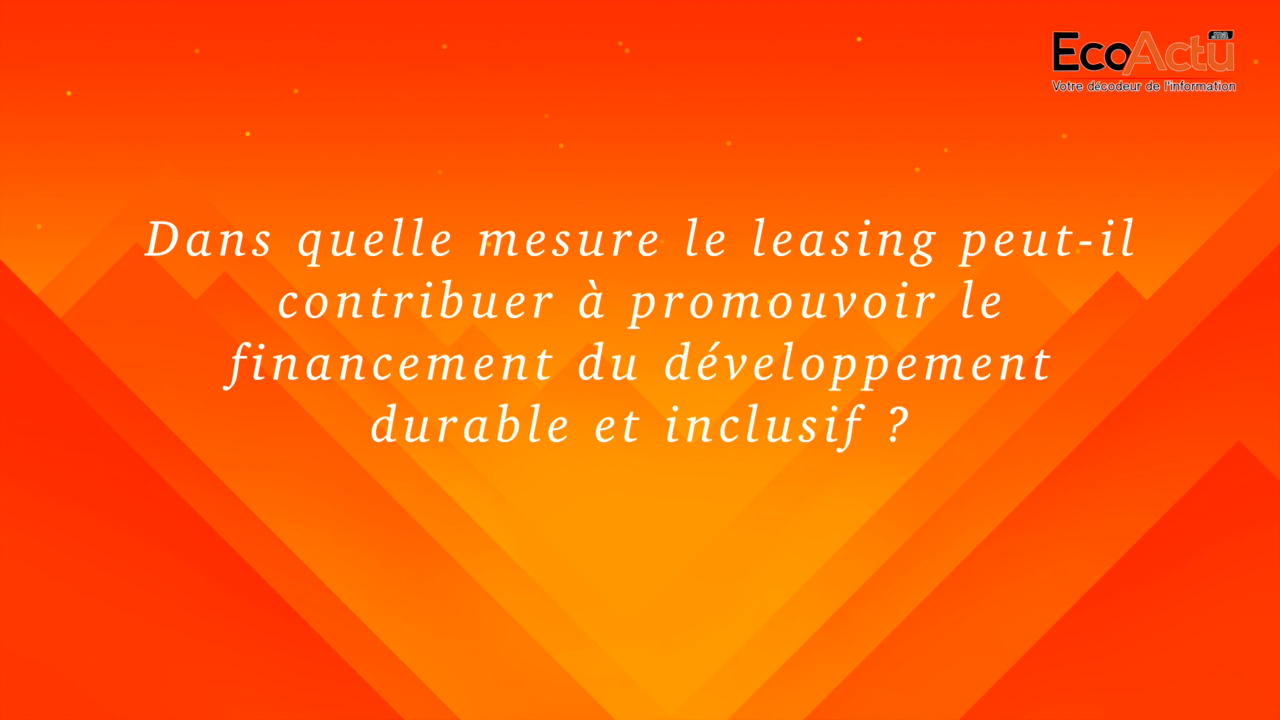 EcoActu
.ma
Votre décodeur de l'information
Dans quelle mesure le leasing peut-il
contribuer à promouvoir le
financement du développement
durable et inclusif ?